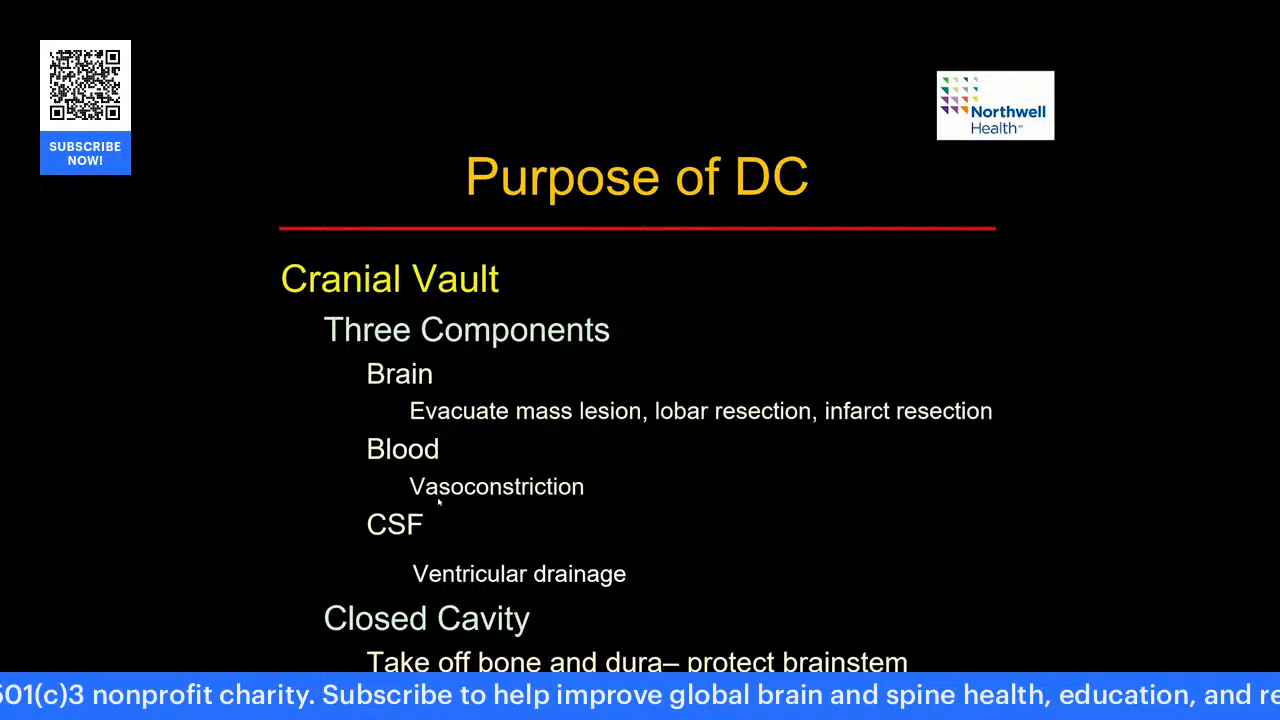 SUBSCRIBE
NOW!
Northwell
Health
Purpose of DC
Cranial Vault
Three Components
Brain
Evacuate mass lesion, lobar resection, infarct resection
Blood
Vasoconstriction
CSF
Ventricular drainage
Closed Cavity
Take off bone and dura– protect brainstem
501(c)3 nonprofit charity. Subscribe to help improve global brain and spine health, education, and re